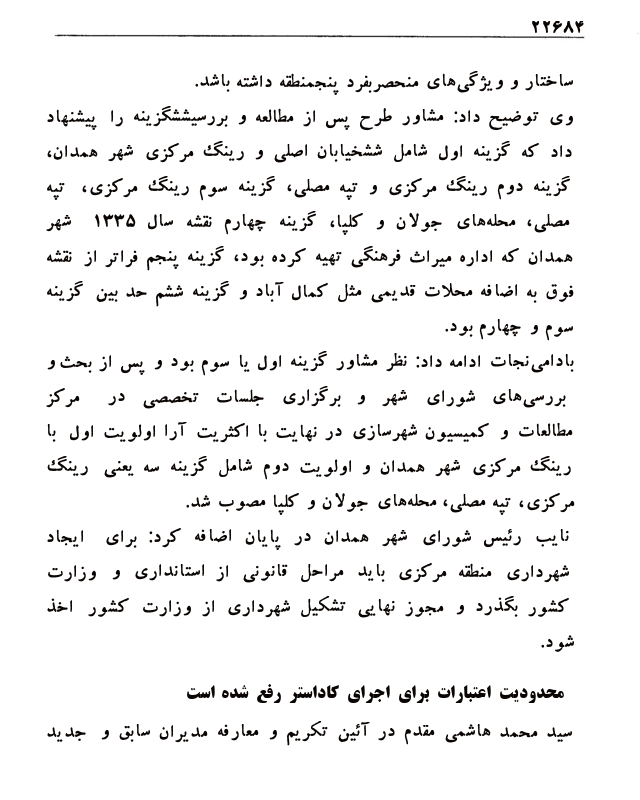 ۲۲۶۸۴
ساختار و ویژگی‌های منحصربفرد پنجمنطقه داشته باشد.
وی توضیح داد: مشاور طرح پس از مطالعه و بررسیششگزینه را پیشنهاد
داد که گزینه اول شامل ششخیابان اصلی و رینگ مرکزی شهر همدان،
گزینه دوم رینگ مرکزی و تپه مصلی، گزینه سوم رینگ مرکزی، تپه
مصلی، محله‌های جولان و کلپا، گزینه چهارم نقشه سال ۱۳۳۵ شهر
همدان که اداره میراث فرهنگی تهیه کرده بود، گزینه پنجم فراتر از نقشه
فوق به اضافه محلات قدیمی مثل کمال آباد و گزینه ششم حد بین گزینه
سوم و چهارم بود.
بادامی‌نجات ادامه داد: نظر مشاور گزینه اول یا سوم بود و پس از بحث و
بررسی‌های شورای شهر و برگزاری جلسات تخصصی در مرکز
مطالعات و کمیسیون شهرسازی در نهایت با اکثریت آرا اولویت اول با
رینگ مرکزی شهر همدان و اولویت دوم شامل گزینه سه یعنی رینگ
مرکزی، تپه مصلی، محله‌های جولان و کلپا مصوب شد.
نایب رئیس شورای شهر همدان در پایان اضافه کرد: برای ایجاد
شهرداری منطقه مرکزی باید مراحل قانونی از استانداری و وزارت
کشور بگذرد و مجوز نهایی تشکیل شهرداری از وزارت کشور اخذ
شود.
محدودیت اعتبارات برای اجرای کاداستر رفع شده است
سید محمد هاشمی مقدم در آئین تکریم و معارفه مدیران سابق و جدید